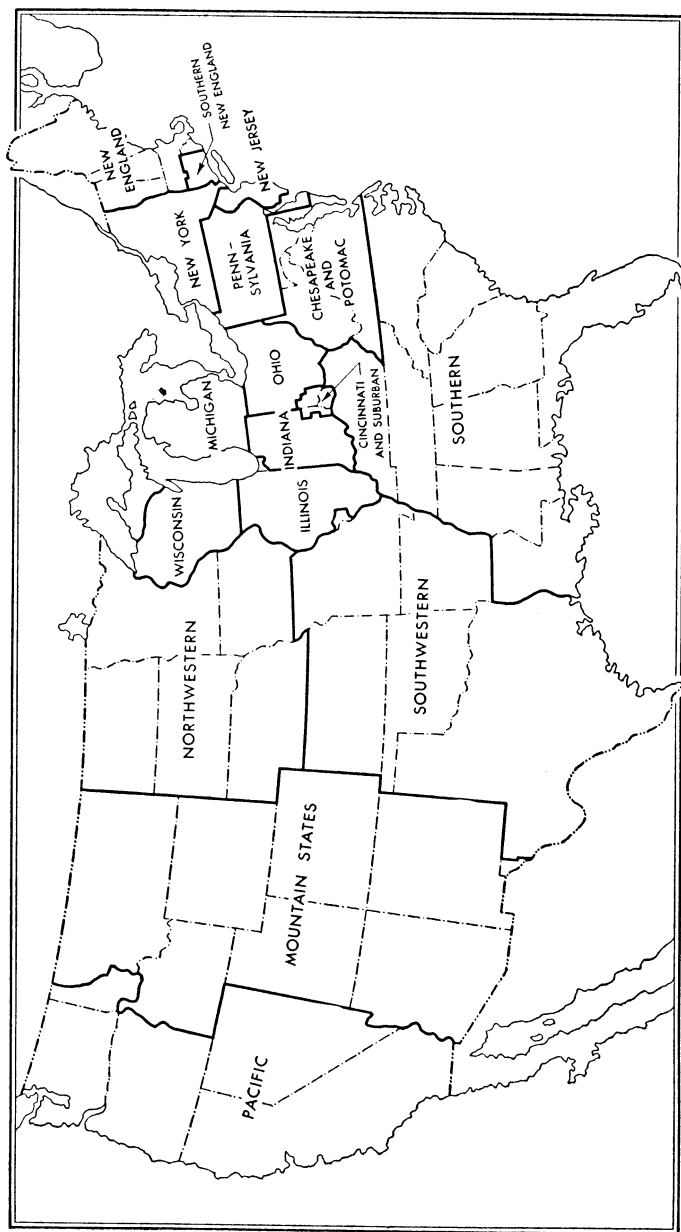 NEW
ENGLAND
SOUTHERN
NEW ENGLAND
NEW YORK
NEW JERSEY
PENN-
SYLVANIA
CHESAPEAKE
AND
POTOMAC
MICHIGAN
OHIO
INDIANA
CINCINNATI
AND SUBURBAN
WISCONSIN
ILLINOIS
SOUTHERN
NORTHWESTERN
SOUTHWESTERN
MOUNTAIN STATES
PACIFIC